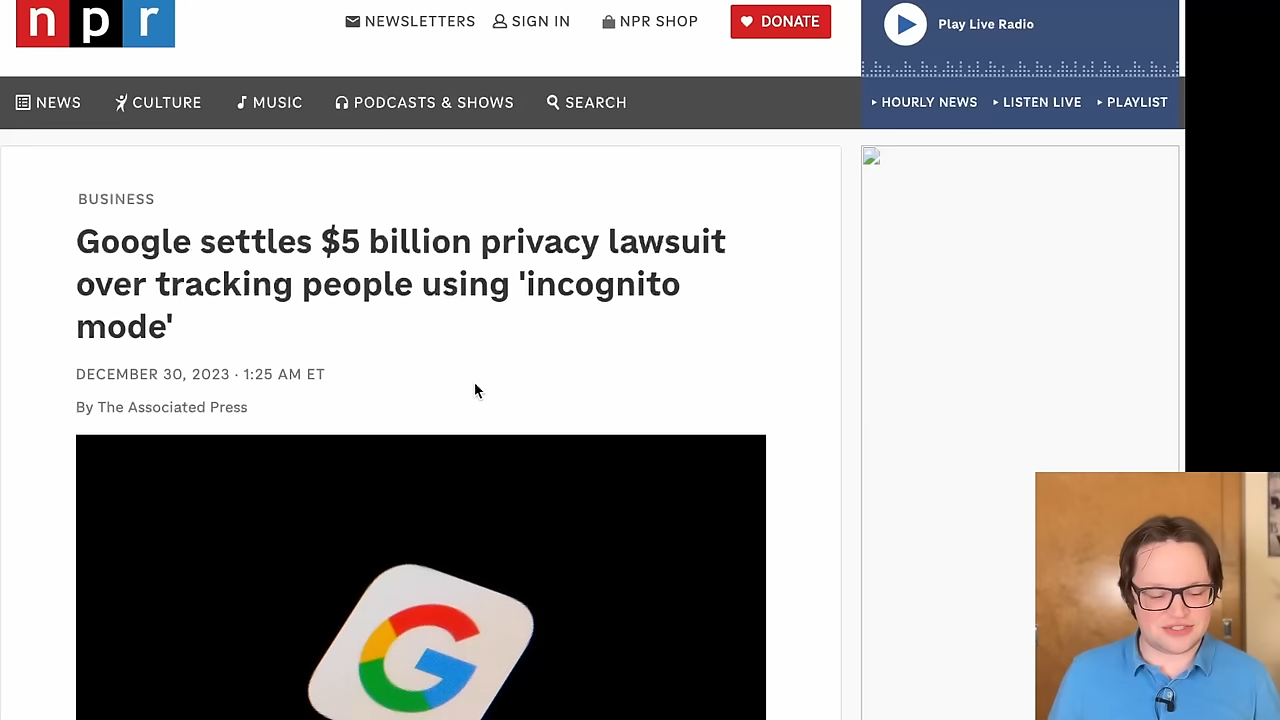 npr
NEWSLETTERS SIGN IN NPR SHOP DONATE
Play Live Radio
NEWS CULTURE MUSIC PODCASTS & SHOWS SEARCH
HOURLY NEWS LISTEN LIVE PLAYLIST
BUSINESS
Google settles $5 billion privacy lawsuit
over tracking people using 'incognito
mode'
DECEMBER 30, 2023 · 1:25 AM ET
By The Associated Press
G